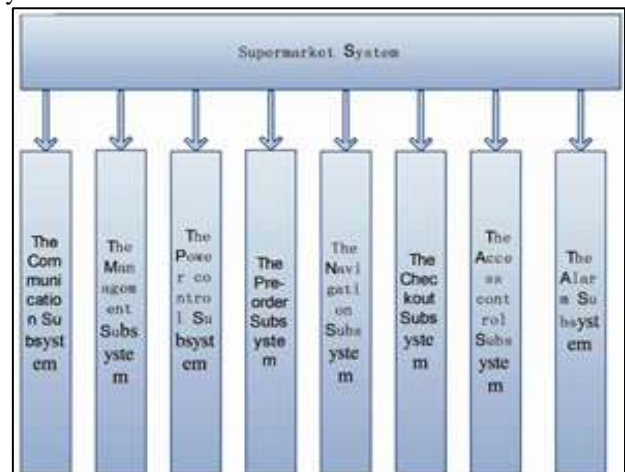 y
Supermarket System
The
Com
muni
catio
n Su
bsyst
em
The
Man
agem
ent
Subs
yste
m
The
Powe
r co
ntro
l Su
bsyst
em
The
Pre-
order
Subs
yste
m
The
Navi
gati
on
Subs
yste
m
The
Chec
kout
Subs
yste
m
The
Acce
ss
cont
rol
Subs
yste
m
The
Alar
m Su
bsyst
em